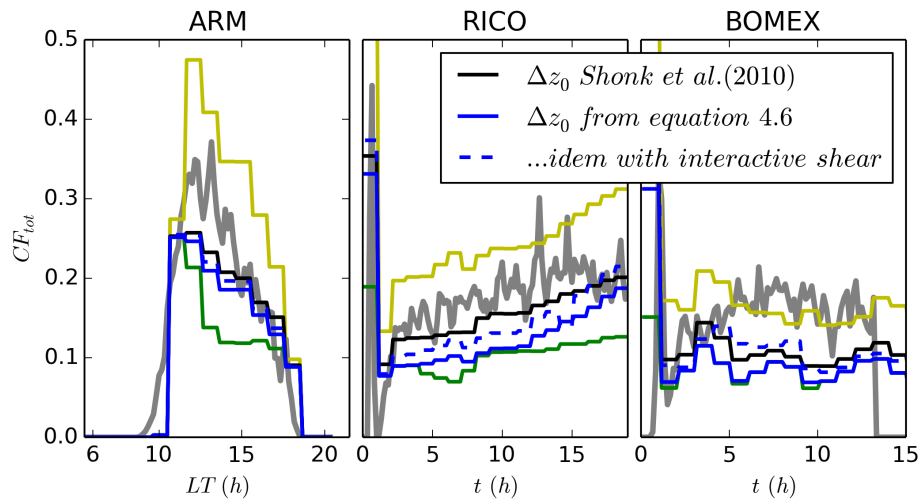 ARM
RICO
BOMEX
Δz₀ Shonk et al.(2010)
Δz₀ from equation 4.6
...idem with interactive shear
CF_tot
0.5
0.4
0.3
0.2
0.1
0.0
6 8 10 15 20
0 5 10 15
0 5 10 15
LT (h)
t (h)
t (h)